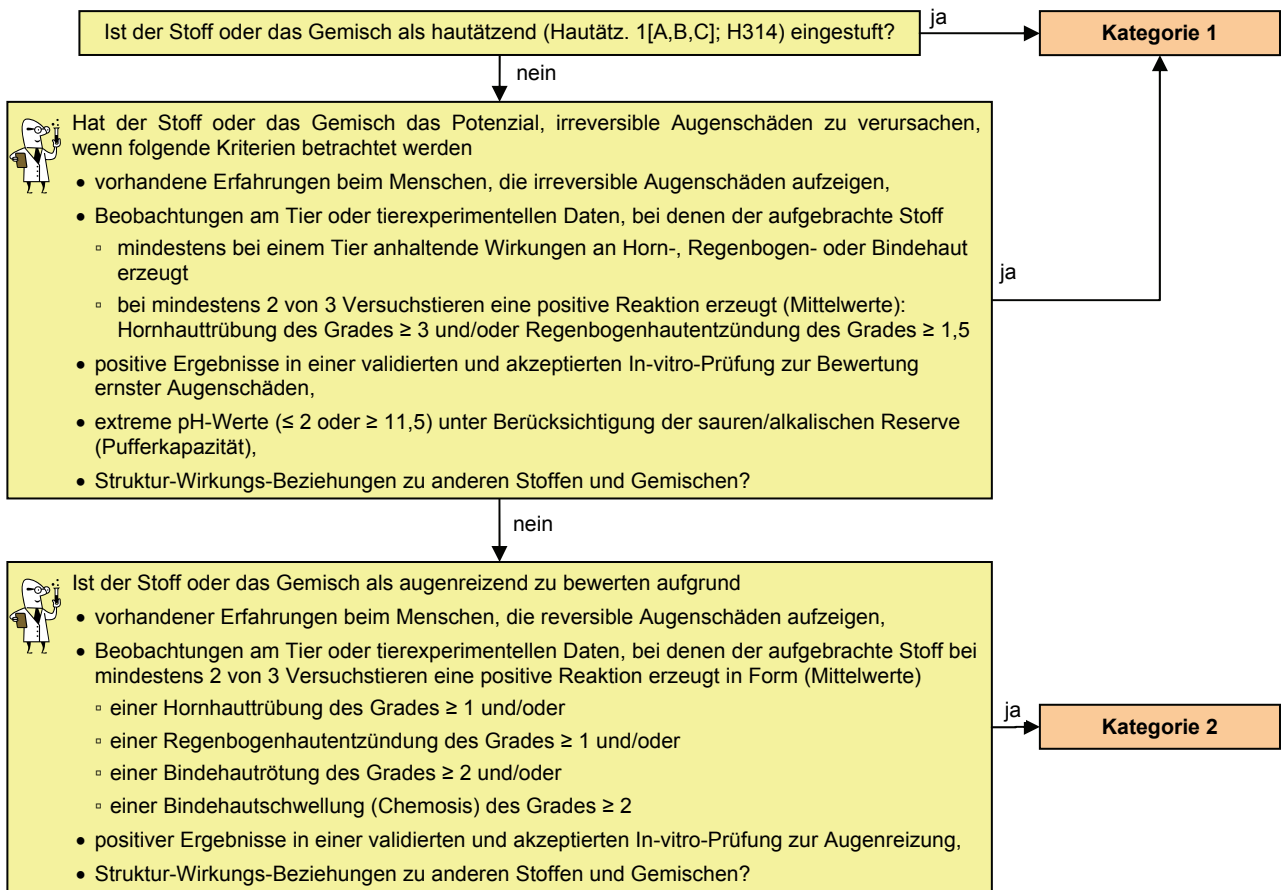 Ist der Stoff oder das Gemisch als hautätzend (Hautätz. 1[A,B,C]; H314) eingestuft?
ja
Kategorie 1
nein
Hat der Stoff oder das Gemisch das Potenzial, irreversible Augenschäden zu verursachen,
wenn folgende Kriterien betrachtet werden
• vorhandene Erfahrungen beim Menschen, die irreversible Augenschäden aufzeigen,
• Beobachtungen am Tier oder tierexperimentellen Daten, bei denen der aufgebrachte Stoff
▫ mindestens bei einem Tier anhaltende Wirkungen an Horn-, Regenbogen- oder Bindehaut
erzeugt
▫ bei mindestens 2 von 3 Versuchstieren eine positive Reaktion erzeugt (Mittelwerte):
Hornhauttrübung des Grades ≥ 3 und/oder Regenbogenhautentzündung des Grades ≥ 1,5
• positive Ergebnisse in einer validierten und akzeptierten In-vitro-Prüfung zur Bewertung
ernster Augenschäden,
• extreme pH-Werte (≤ 2 oder ≥ 11,5) unter Berücksichtigung der sauren/alkalischen Reserve
(Pufferkapazität),
• Struktur-Wirkungs-Beziehungen zu anderen Stoffen und Gemischen?
ja
nein
Ist der Stoff oder das Gemisch als augenreizend zu bewerten aufgrund
• vorhandener Erfahrungen beim Menschen, die reversible Augenschäden aufzeigen,
• Beobachtungen am Tier oder tierexperimentellen Daten, bei denen der aufgebrachte Stoff bei
mindestens 2 von 3 Versuchstieren eine positive Reaktion erzeugt in Form (Mittelwerte)
▫ einer Hornhauttrübung des Grades ≥ 1 und/oder
▫ einer Regenbogenhautentzündung des Grades ≥ 1 und/oder
▫ einer Bindehautrötung des Grades ≥ 2 und/oder
▫ einer Bindehautschwellung (Chemosis) des Grades ≥ 2
• positiver Ergebnisse in einer validierten und akzeptierten In-vitro-Prüfung zur Augenreizung,
• Struktur-Wirkungs-Beziehungen zu anderen Stoffen und Gemischen?
ja
Kategorie 2